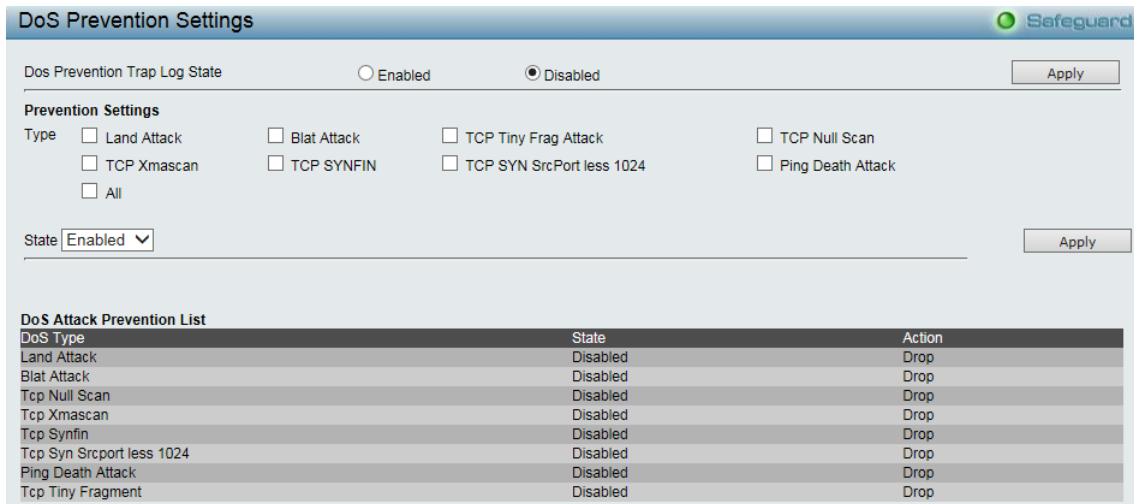 DoS Prevention Settings Safeguard
Dos Prevention Trap Log State Enabled Disabled Apply
Prevention Settings
Type Land Attack Blat Attack TCP Tiny Frag Attack TCP Null Scan
TCP Xmascan TCP SYNFIN TCP SYN SrcPort less 1024 Ping Death Attack
All
State Enabled Apply
DoS Attack Prevention List
DoS Type State Action
Land Attack Disabled Drop
Blat Attack Disabled Drop
Tcp Null Scan Disabled Drop
Tcp Xmascan Disabled Drop
Tcp Synfin Disabled Drop
Tcp Syn Srcport less 1024 Disabled Drop
Ping Death Attack Disabled Drop
Tcp Tiny Fragment Disabled Drop